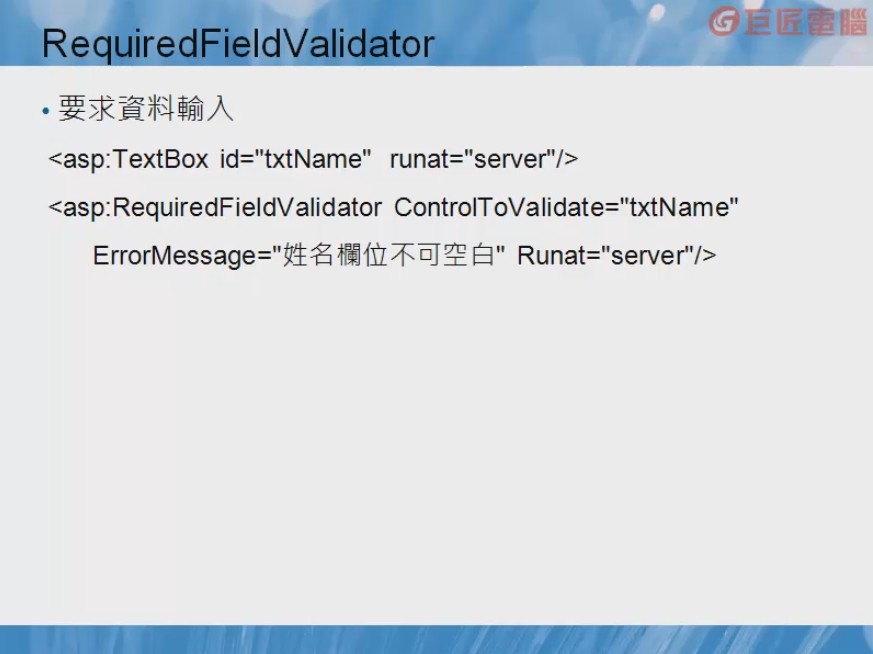 巨匠電腦
RequiredFieldValidator
• 要求資料輸入
<asp:TextBox id="txtName" runat="server"/>
<asp:RequiredFieldValidator ControlToValidate="txtName"
ErrorMessage="姓名欄位不可空白" Runat="server"/>